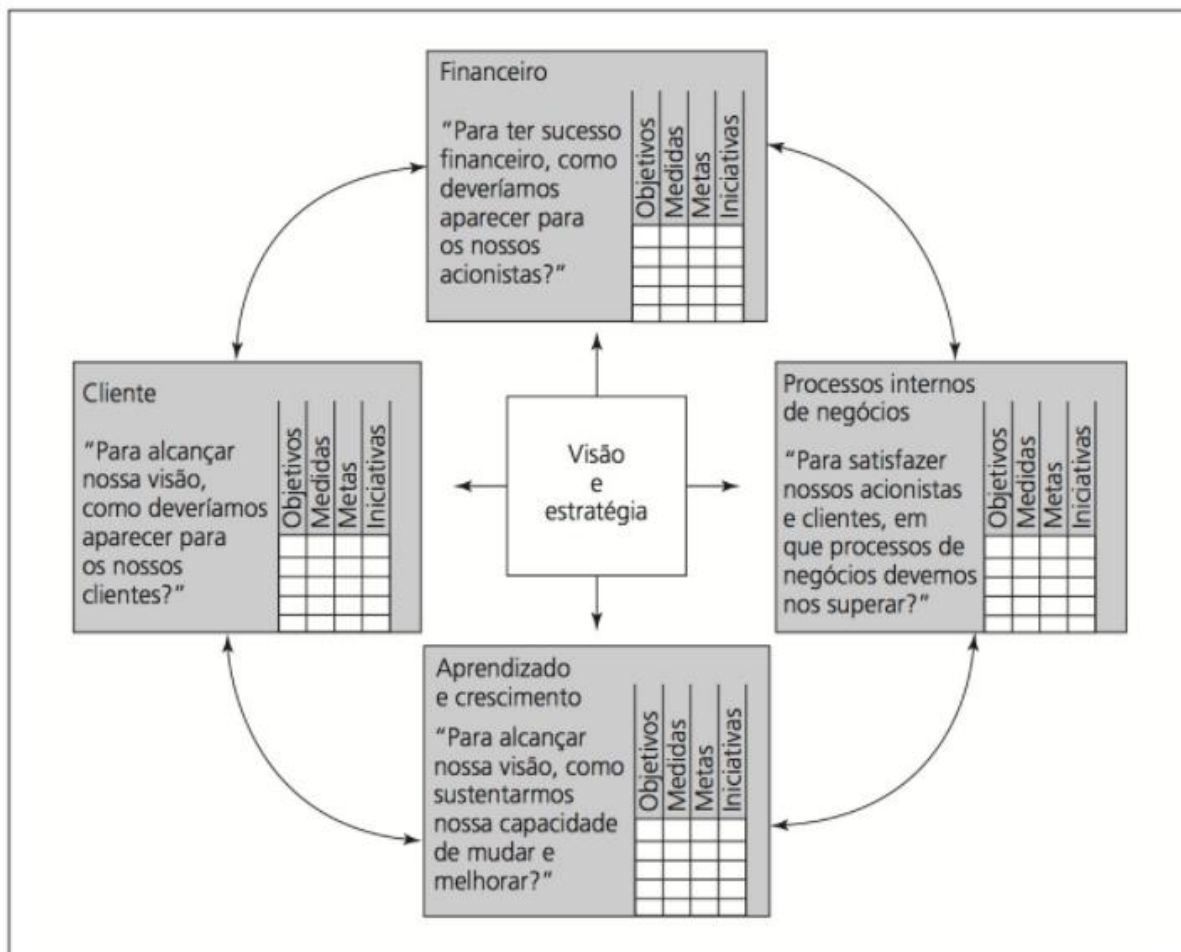 Financeiro
"Para ter sucesso
financeiro, como
deveríamos
aparecer para
os nossos
acionistas?"
Objetivos
Medidas
Metas
Iniciativas
Cliente
"Para alcançar
nossa visão,
como deveríamos
aparecer para
os nossos
clientes?"
Objetivos
Medidas
Metas
Iniciativas
Visão
e
estratégia
Processos internos
de negócios
"Para satisfazer
nossos acionistas
e clientes, em
que processos de
negócios devemos
nos superar?"
Objetivos
Medidas
Metas
Iniciativas
Aprendizado
e crescimento
"Para alcançar
nossa visão, como
sustentarmos
nossa capacidade
de mudar e
melhorar?"
Objetivos
Medidas
Metas
Iniciativas